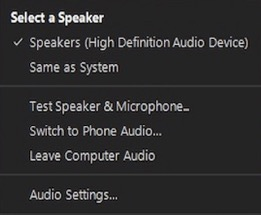 Select a Speaker
✓ Speakers (High Definition Audio Device)
Same as System
Test Speaker & Microphone...
Switch to Phone Audio...
Leave Computer Audio
Audio Settings...